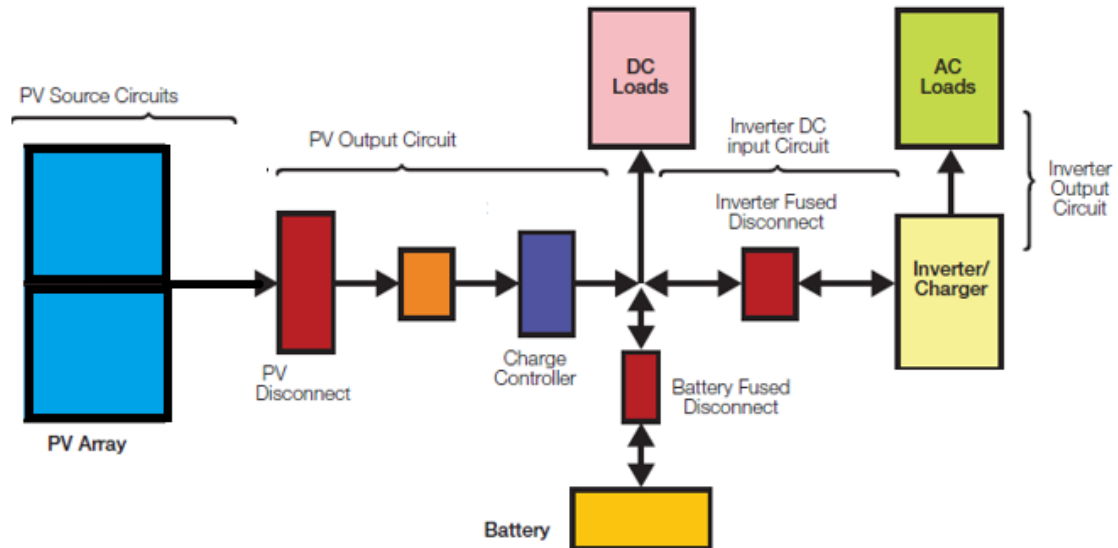 DC
Loads
AC
Loads
PV Source Circuits
PV Output Circuit
Inverter DC
input Circuit
Inverter
Output
Circuit
Inverter Fused
Disconnect
Inverter/
Charger
PV
Disconnect
Charge
Controller
Battery Fused
Disconnect
PV Array
Battery